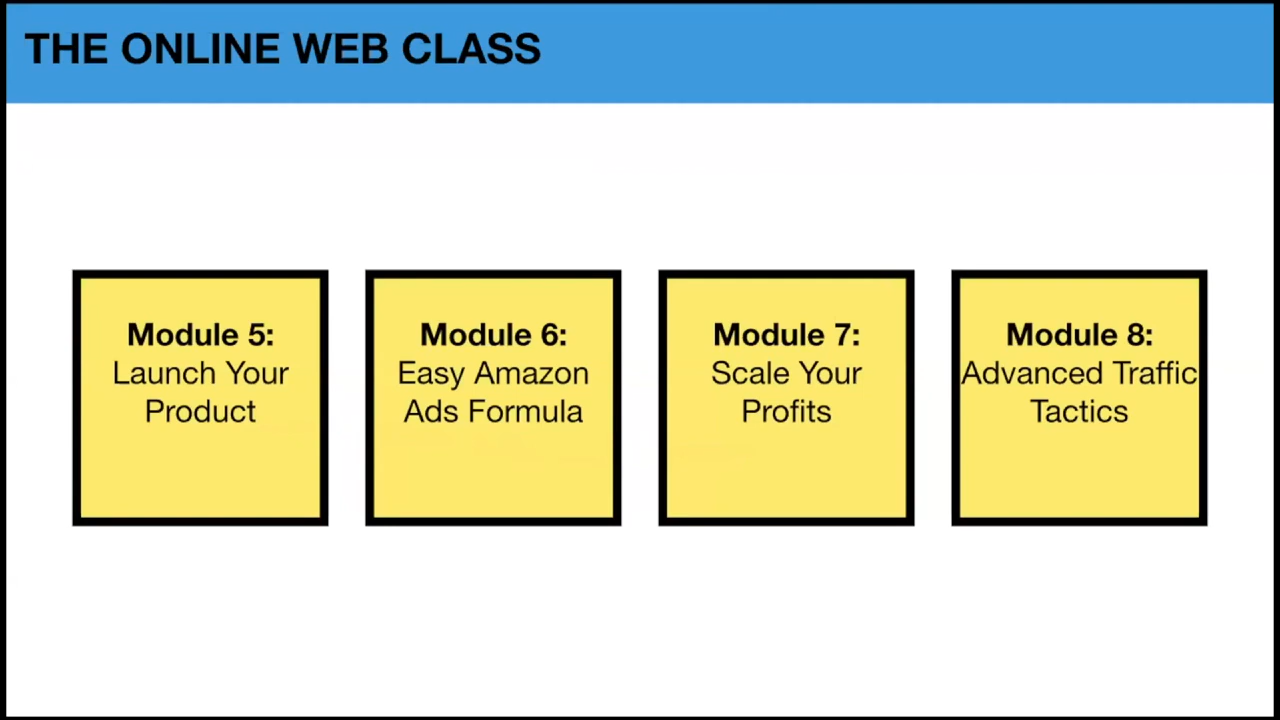 THE ONLINE WEB CLASS
Module 5:
Launch Your
Product
Module 6:
Easy Amazon
Ads Formula
Module 7:
Scale Your
Profits
Module 8:
Advanced Traffic
Tactics